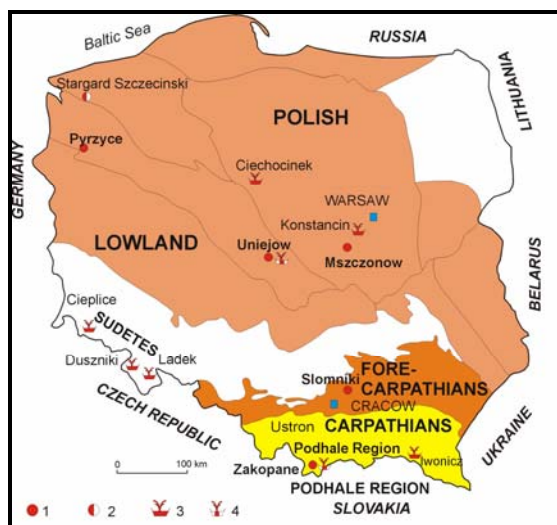 Baltic Sea
RUSSIA
LITHUANIA
Stargard Szczecinski
POLISH
Pyrzyce
Ciechocinek
GERMANY
WARSAW
Konstancin
LOWLAND
Uniejow
Mszczonow
BELARUS
Cieplice
SUDETES
Duszniki
Ladek
CZECH REPUBLIC
FORE-
CARPATHIANS
Slomniki
CRACOW
Ustron
CARPATHIANS
Podhale Region
Iwonicz
UKRAINE
Zakopane
0
100 km
PODHALE REGION
SLOVAKIA
1
2
3
4